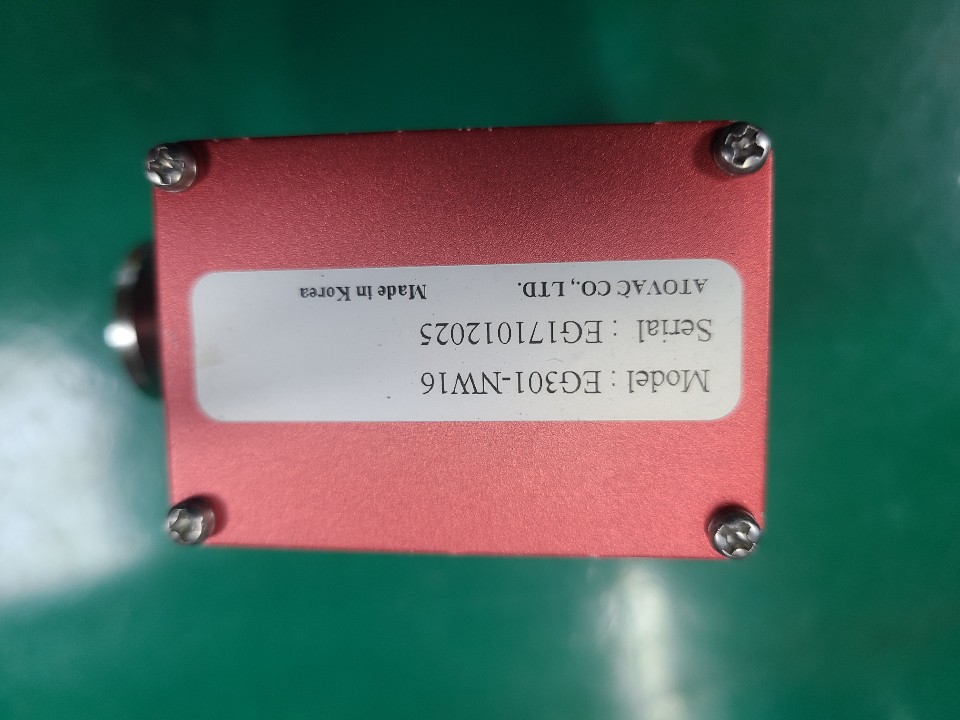 Model : EG301-NW16
Serial : EG171012025
ATOVAC CO., LTD. Made in Korea